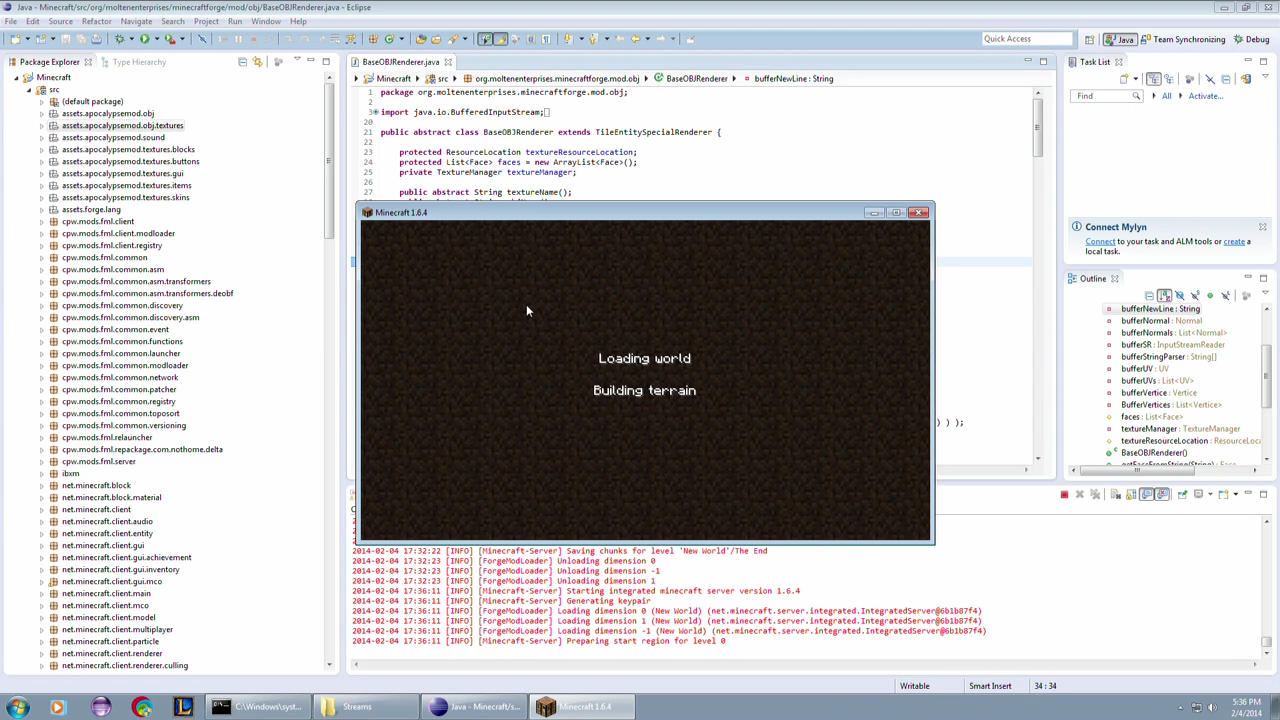 Java - Minecraft/src/org/moltenenterprises/minecraftforge/mod/obj/BaseOBJRenderer.java - Eclipse
File Edit Source Refactor Navigate Search Project Run Window Help
Quick Access
Java
Team Synchronizing
Debug
Package Explorer
Type Hierarchy
Minecraft
src
(default package)
assets.apocalypsemod.obj
assets.apocalypsemod.obj.textures
assets.apocalypsemod.sound
assets.apocalypsemod.textures.blocks
assets.apocalypsemod.textures.buttons
assets.apocalypsemod.textures.gui
assets.apocalypsemod.textures.items
assets.apocalypsemod.textures.skins
assets.forge.lang
cpw.mods.fml.client
cpw.mods.fml.client.modloader
cpw.mods.fml.client.registry
cpw.mods.fml.common
cpw.mods.fml.common.asm
cpw.mods.fml.common.asm.transformers
cpw.mods.fml.common.asm.transformers.deobf
cpw.mods.fml.common.discovery
cpw.mods.fml.common.discovery.asm
cpw.mods.fml.common.event
cpw.mods.fml.common.functions
cpw.mods.fml.common.launcher
cpw.mods.fml.common.modloader
cpw.mods.fml.common.network
cpw.mods.fml.common.patcher
cpw.mods.fml.common.registry
cpw.mods.fml.common.toposort
cpw.mods.fml.common.versioning
cpw.mods.fml.relauncher
cpw.mods.fml.repackage.com.nothome.delta
cpw.mods.fml.server
ibxm
net.minecraft.block
net.minecraft.block.material
net.minecraft.client
net.minecraft.client.audio
net.minecraft.client.entity
net.minecraft.client.gui
net.minecraft.client.gui.achievement
net.minecraft.client.gui.inventory
net.minecraft.client.gui.mco
net.minecraft.client.main
net.minecraft.client.mco
net.minecraft.client.model
net.minecraft.client.multiplayer
net.minecraft.client.particle
net.minecraft.client.renderer
net.minecraft.client.renderer.culling
BaseOBJRenderer.java
Minecraft src org.moltenenterprises.minecraftforge.mod.obj BaseOBJRenderer bufferNewLine : String
1 package org.moltenenterprises.minecraftforge.mod.obj;
2
3 import java.io.BufferedInputStream;
20
21 public abstract class BaseOBJRenderer extends TileEntitySpecialRenderer {
22
23 protected ResourceLocation textureResourceLocation;
24 protected List<Face> faces = new ArrayList<Face>();
25 private TextureManager textureManager;
26
27 public abstract String textureName();
) ) );
Minecraft 1.6.4
Loading world
Building terrain
2014-02-04 17:32:22 [INFO] [Minecraft-Server] Saving chunks for level 'New World'/The End
2014-02-04 17:32:23 [INFO] [ForgeModLoader] Unloading dimension 0
2014-02-04 17:32:23 [INFO] [ForgeModLoader] Unloading dimension -1
2014-02-04 17:32:23 [INFO] [ForgeModLoader] Unloading dimension 1
2014-02-04 17:36:11 [INFO] [Minecraft-Server] Starting integrated minecraft server version 1.6.4
2014-02-04 17:36:11 [INFO] [Minecraft-Server] Generating keypair
2014-02-04 17:36:11 [INFO] [ForgeModLoader] Loading dimension 0 (New World) (net.minecraft.server.integrated.IntegratedServer@6b1b87f4)
2014-02-04 17:36:11 [INFO] [ForgeModLoader] Loading dimension 1 (New World) (net.minecraft.server.integrated.IntegratedServer@6b1b87f4)
2014-02-04 17:36:11 [INFO] [ForgeModLoader] Loading dimension -1 (New World) (net.minecraft.server.integrated.IntegratedServer@6b1b87f4)
2014-02-04 17:36:11 [INFO] [Minecraft-Server] Preparing start region for level 0
Task List
Find
All
Activate...
Connect Mylyn
Connect to your task and ALM tools or create a
local task.
Outline
bufferNewLine : String
bufferNormal : Normal
bufferNormals : List<Normal>
bufferSR : InputStreamReader
bufferStringParser : String[]
bufferUV : UV
bufferUVs : List<UV>
bufferVertice : Vertice
BufferVertices : List<Vertice>
faces : List<Face>
textureManager : TextureManager
textureResourceLocation : ResourceLoca
BaseOBJRenderer()
Writable
Smart Insert
34 : 34
C:\Windows\syst...
Streams
Java - Minecraft/s...
Minecraft 1.6.4
5:36 PM
2/4/2014